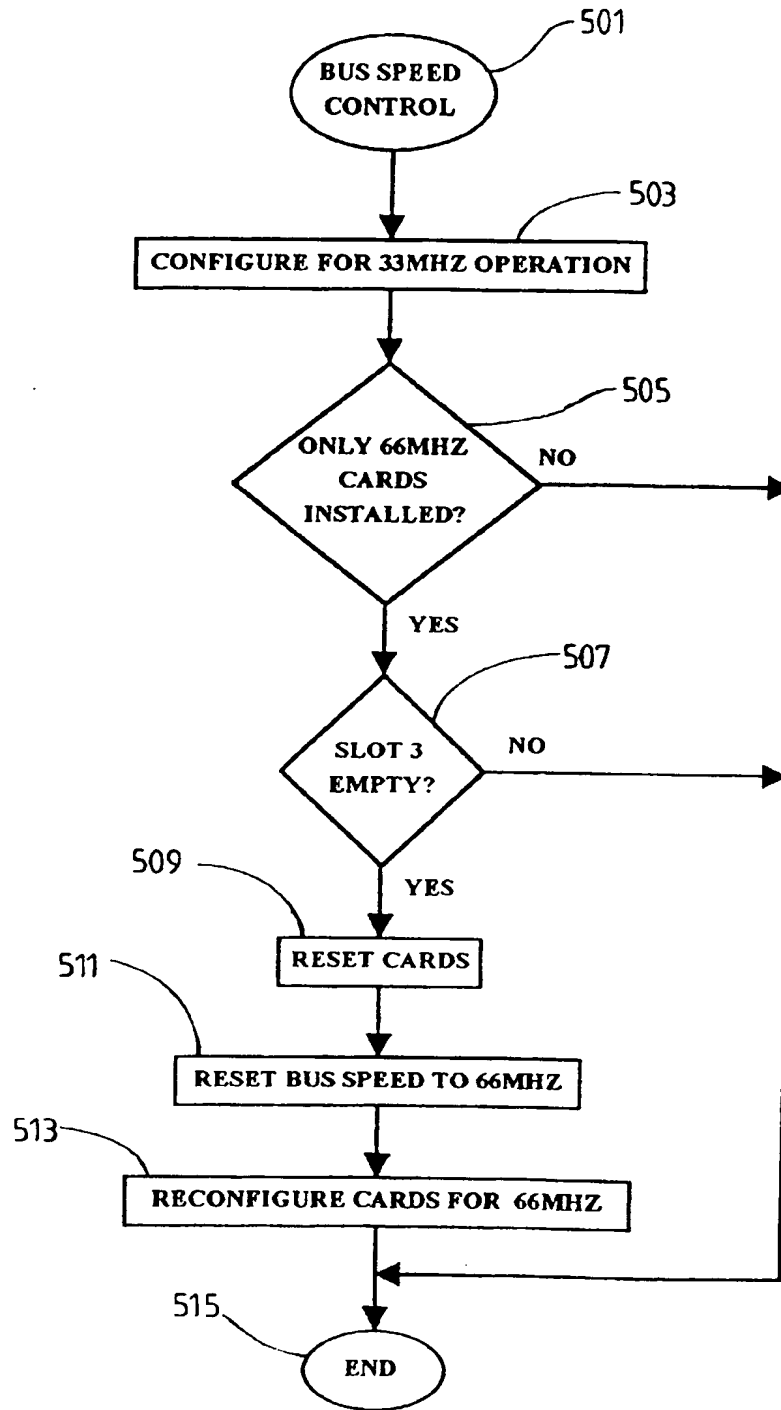 501
BUS SPEED
CONTROL
503
CONFIGURE FOR 33MHZ OPERATION
505
ONLY 66MHZ
CARDS
INSTALLED?
NO
YES
507
SLOT 3
EMPTY?
NO
YES
509
RESET CARDS
511
RESET BUS SPEED TO 66MHZ
513
RECONFIGURE CARDS FOR 66MHZ
515
END